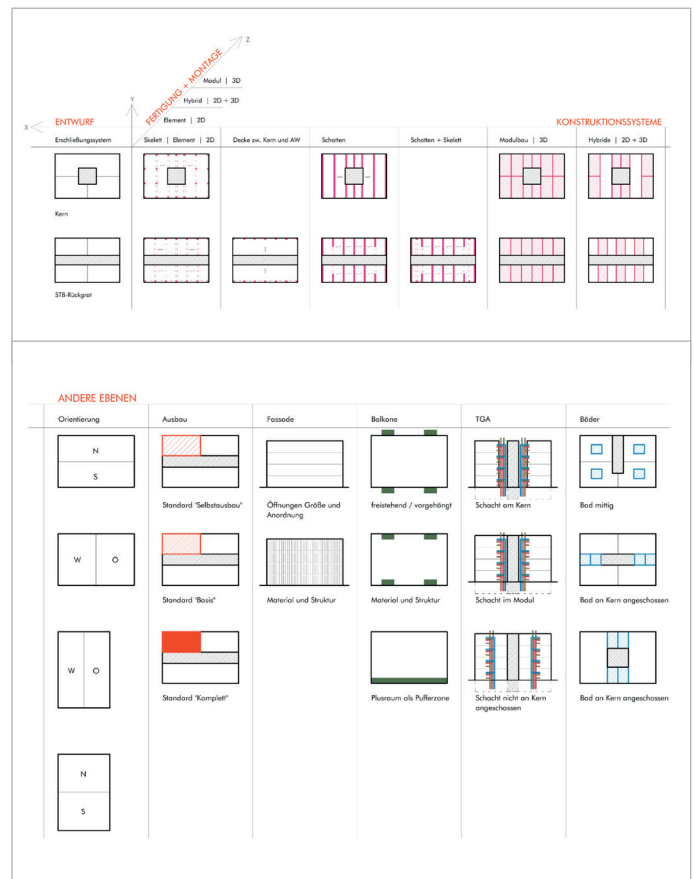 Z
FERTIGUNG + MONTAGE
Modul | 3D
Hybrid | 2D + 3D
Y
Element | 2D
X
ENTWURF
KONSTRUKTIONSSYSTEME
Erschließungssystem
Skelett | Element | 2D
Decke zw. Kern und AW
Schotten
Schotten + Skelett
Modulbau | 3D
Hybride | 2D + 3D
Kern
STB-Rückgrat
ANDERE EBENEN
Orientierung
Ausbau
Fassade
Balkone
TGA
Bäder
N
S
Standard "Selbstausbau"
Öffnungen Größe und
Anordnung
freistehend / vorgehängt
Schacht am Kern
Bad mittig
W O
Standard "Basis"
Material und Struktur
Material und Struktur
Schacht im Modul
Bad an Kern angeschossen
W O
Standard "Komplett"
Plusraum als Pufferzone
Schacht nicht an Kern
angeschossen
Bad an Kern angeschossen
N
S